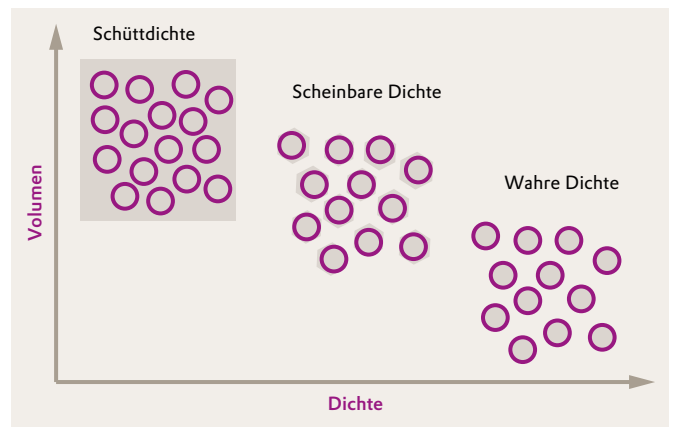 Schüttdichte
Scheinbare Dichte
Wahre Dichte
Volumen
Dichte